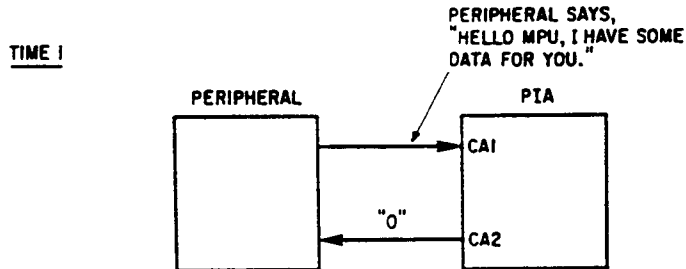 PERIPHERAL SAYS,
"HELLO MPU, I HAVE SOME
DATA FOR YOU."
TIME 1
PERIPHERAL
PIA
CA1
"0"
CA2